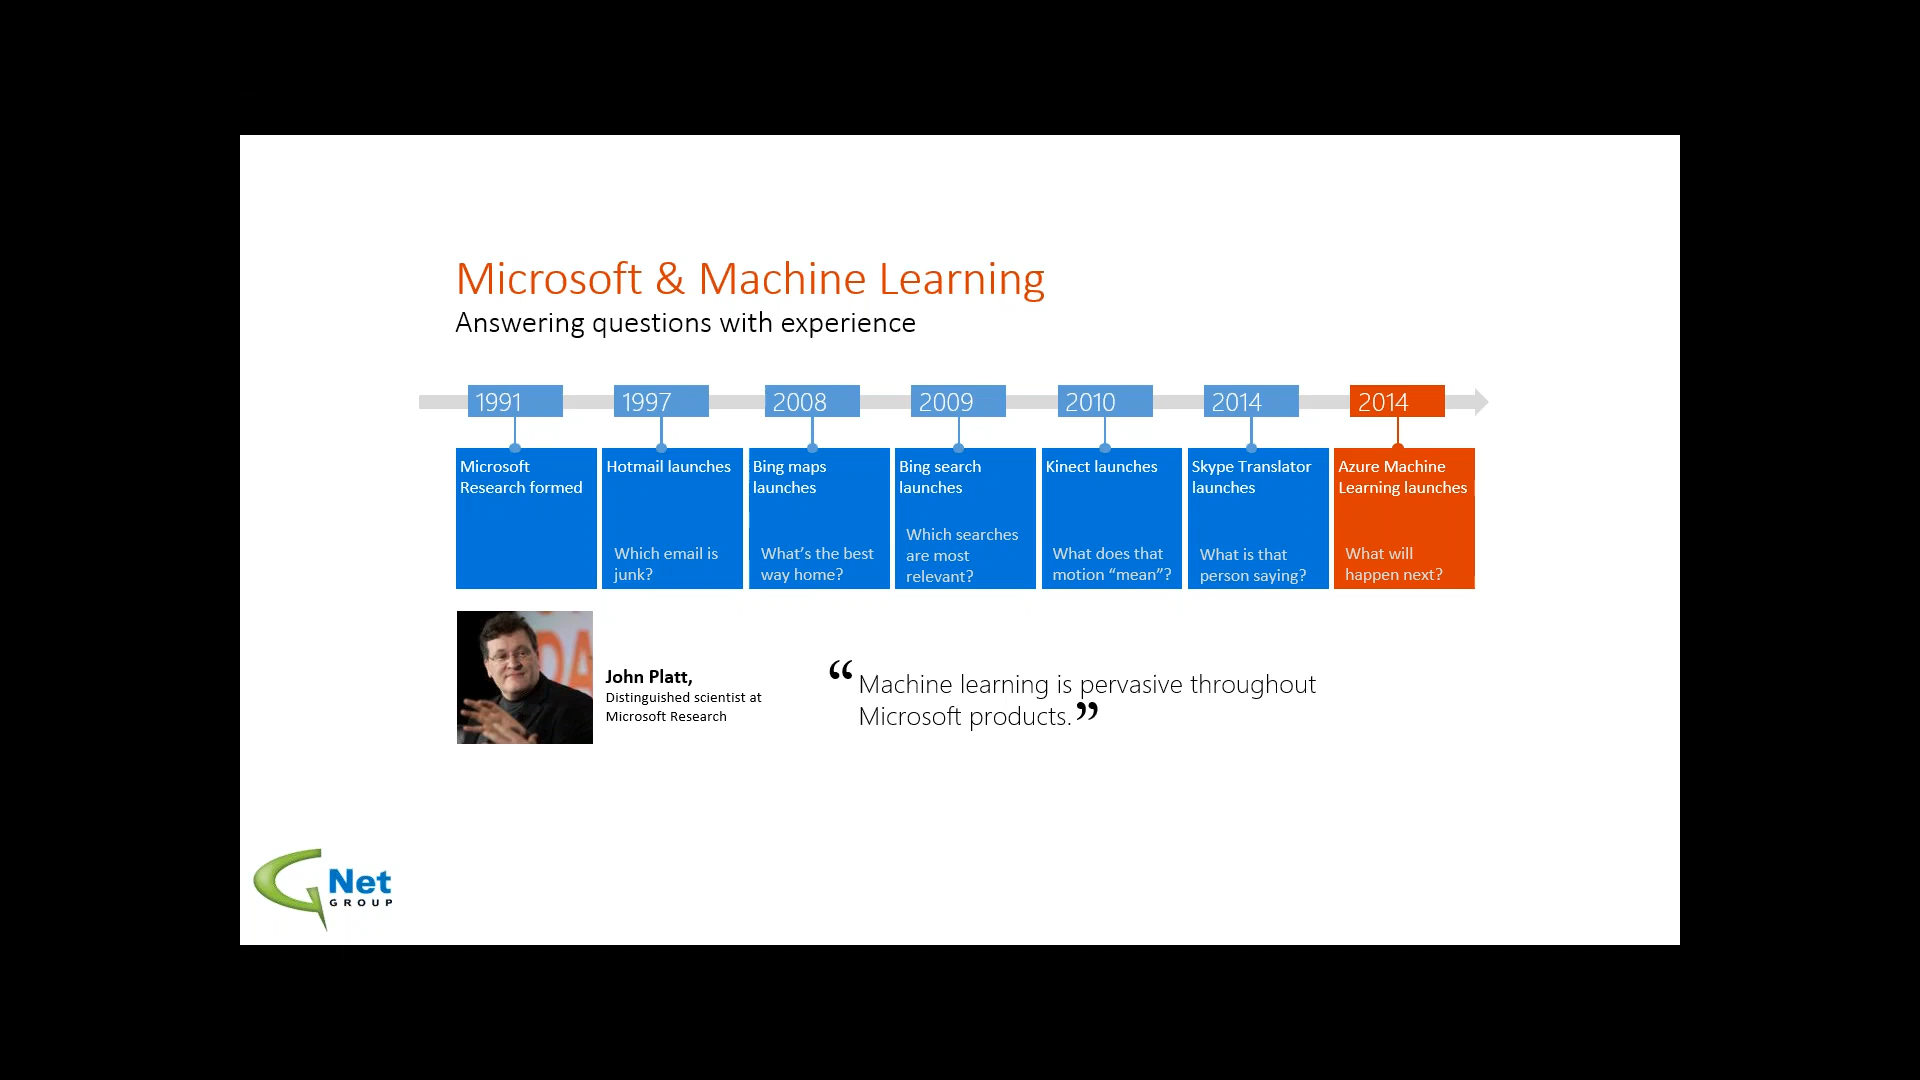 Microsoft & Machine Learning
Answering questions with experience
1991
1997
2008
2009
2010
2014
2014
Microsoft
Research formed
Hotmail launches
Which email is
junk?
Bing maps
launches
What’s the best
way home?
Bing search
launches
Which searches
are most
relevant?
Kinect launches
What does that
motion “mean”?
Skype Translator
launches
What is that
person saying?
Azure Machine
Learning launches
What will
happen next?
DA
John Platt,
Distinguished scientist at
Microsoft Research
“Machine learning is pervasive throughout
Microsoft products.”
G Net
GROUP